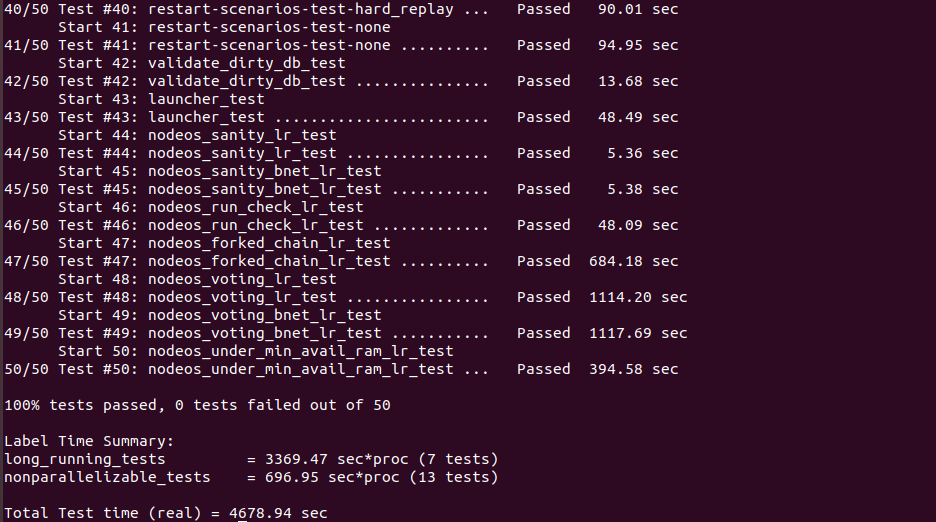 40/50 Test #40: restart-scenarios-test-hard_replay ...   Passed   90.01 sec
      Start 41: restart-scenarios-test-none
41/50 Test #41: restart-scenarios-test-none ..........   Passed   94.95 sec
      Start 42: validate_dirty_db_test
42/50 Test #42: validate_dirty_db_test ...............   Passed   13.68 sec
      Start 43: launcher_test
43/50 Test #43: launcher_test ........................   Passed   48.49 sec
      Start 44: nodeos_sanity_lr_test
44/50 Test #44: nodeos_sanity_lr_test ................   Passed    5.36 sec
      Start 45: nodeos_sanity_bnet_lr_test
45/50 Test #45: nodeos_sanity_bnet_lr_test ...........   Passed    5.38 sec
      Start 46: nodeos_run_check_lr_test
46/50 Test #46: nodeos_run_check_lr_test .............   Passed   48.09 sec
      Start 47: nodeos_forked_chain_lr_test
47/50 Test #47: nodeos_forked_chain_lr_test ..........   Passed  684.18 sec
      Start 48: nodeos_voting_lr_test
48/50 Test #48: nodeos_voting_lr_test ................   Passed  1114.20 sec
      Start 49: nodeos_voting_bnet_lr_test
49/50 Test #49: nodeos_voting_bnet_lr_test ...........   Passed  1117.69 sec
      Start 50: nodeos_under_min_avail_ram_lr_test
50/50 Test #50: nodeos_under_min_avail_ram_lr_test ...   Passed  394.58 sec

100% tests passed, 0 tests failed out of 50

Label Time Summary:
long_running_tests         = 3369.47 sec*proc (7 tests)
nonparallelizable_tests    = 696.95 sec*proc (13 tests)

Total Test time (real) = 4678.94 sec